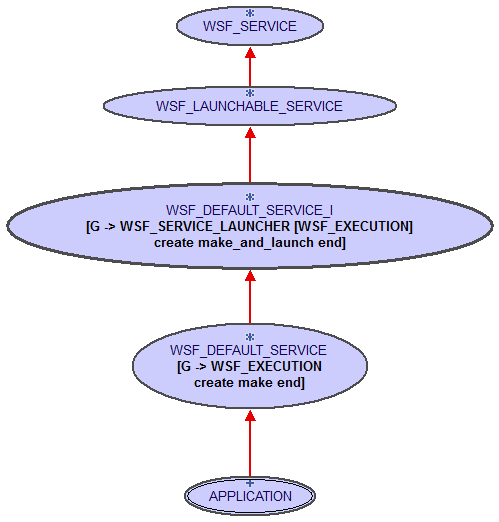 *
WSF_SERVICE
*
WSF_LAUNCHABLE_SERVICE
*
WSF_DEFAULT_SERVICE_I
[G -> WSF_SERVICE_LAUNCHER [WSF_EXECUTION]
create make_and_launch end]
*
WSF_DEFAULT_SERVICE
[G -> WSF_EXECUTION
create make end]
+
APPLICATION